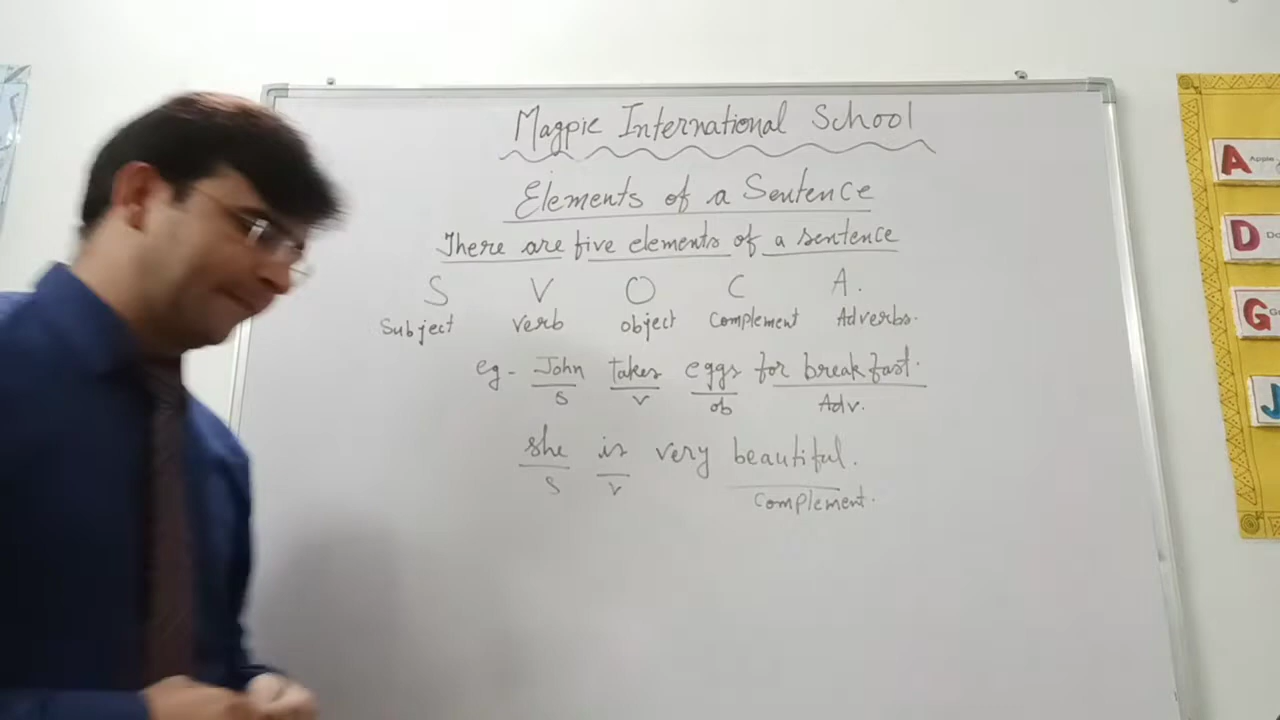 Magpie International School
Elements of a Sentence
There are five elements of a sentence
S V O C A.
Subject verb object complement Adverbs.
eg- John takes eggs for breakfast.
S V ob Adv.
she is very beautiful.
S V complement.
A Apple
D
G
J